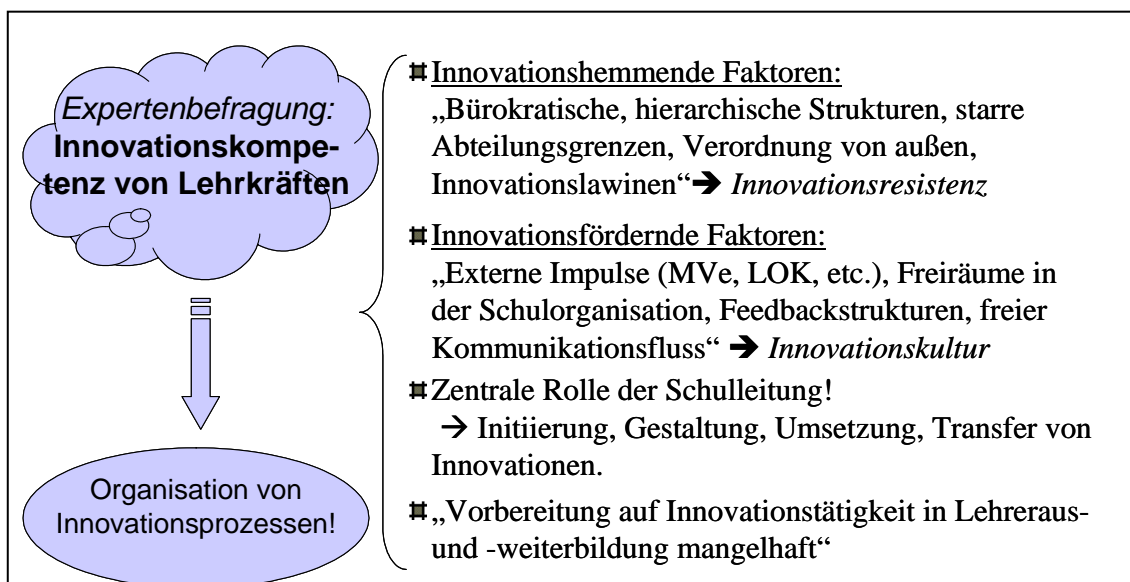 Expertenbefragung:
Innovationskompe-
tenz von Lehrkräften
Organisation von
Innovationsprozessen!
Innovationshemmende Faktoren:
„Bürokratische, hierarchische Strukturen, starre
Abteilungsgrenzen, Verordnung von außen,
Innovationslawinen“➔ Innovationsresistenz
Innovationsfördernde Faktoren:
„Externe Impulse (MVe, LOK, etc.), Freiräume in
der Schulorganisation, Feedbackstrukturen, freier
Kommunikationsfluss“ ➔ Innovationskultur
Zentrale Rolle der Schulleitung!
→ Initiierung, Gestaltung, Umsetzung, Transfer von
Innovationen.
„Vorbereitung auf Innovationstätigkeit in Lehreraus-
und -weiterbildung mangelhaft“